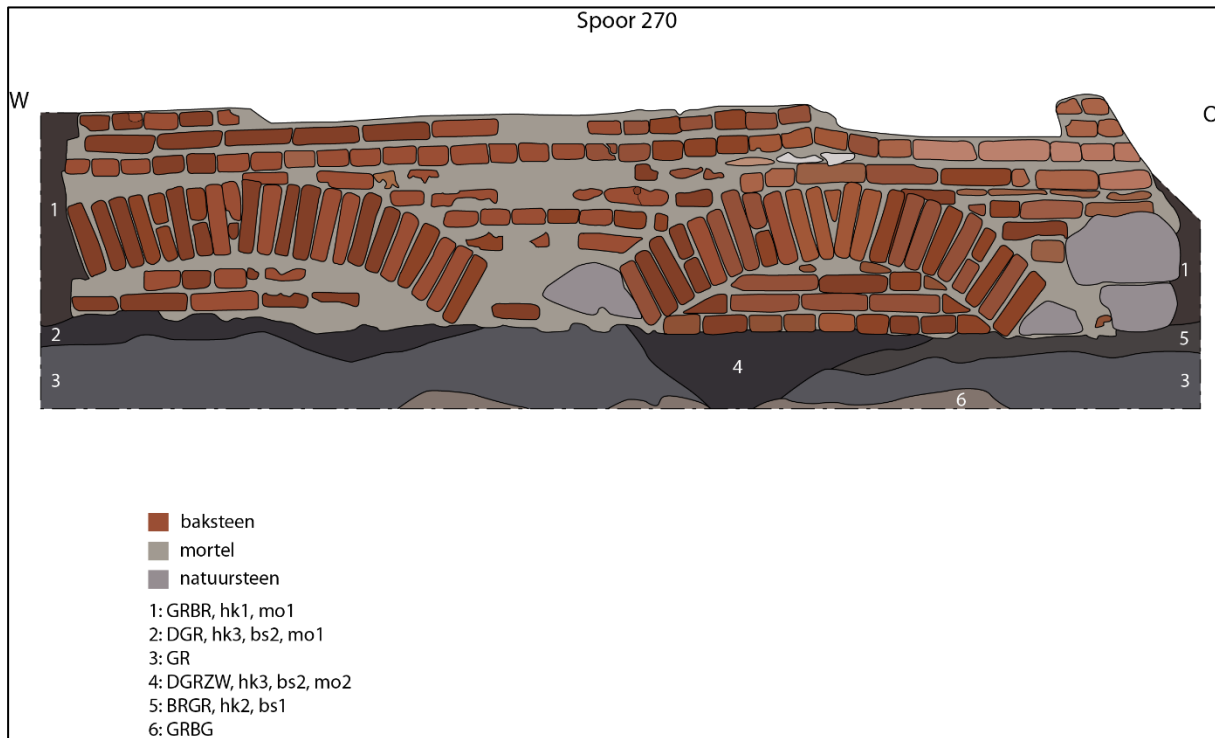 Spoor 270
W
O
1
1
2
5
3
4
3
6
baksteen
mortel
natuursteen
1: GRBR, hk1, mo1
2: DGR, hk3, bs2, mo1
3: GR
4: DGRZW, hk3, bs2, mo2
5: BRGR, hk2, bs1
6: GRBG